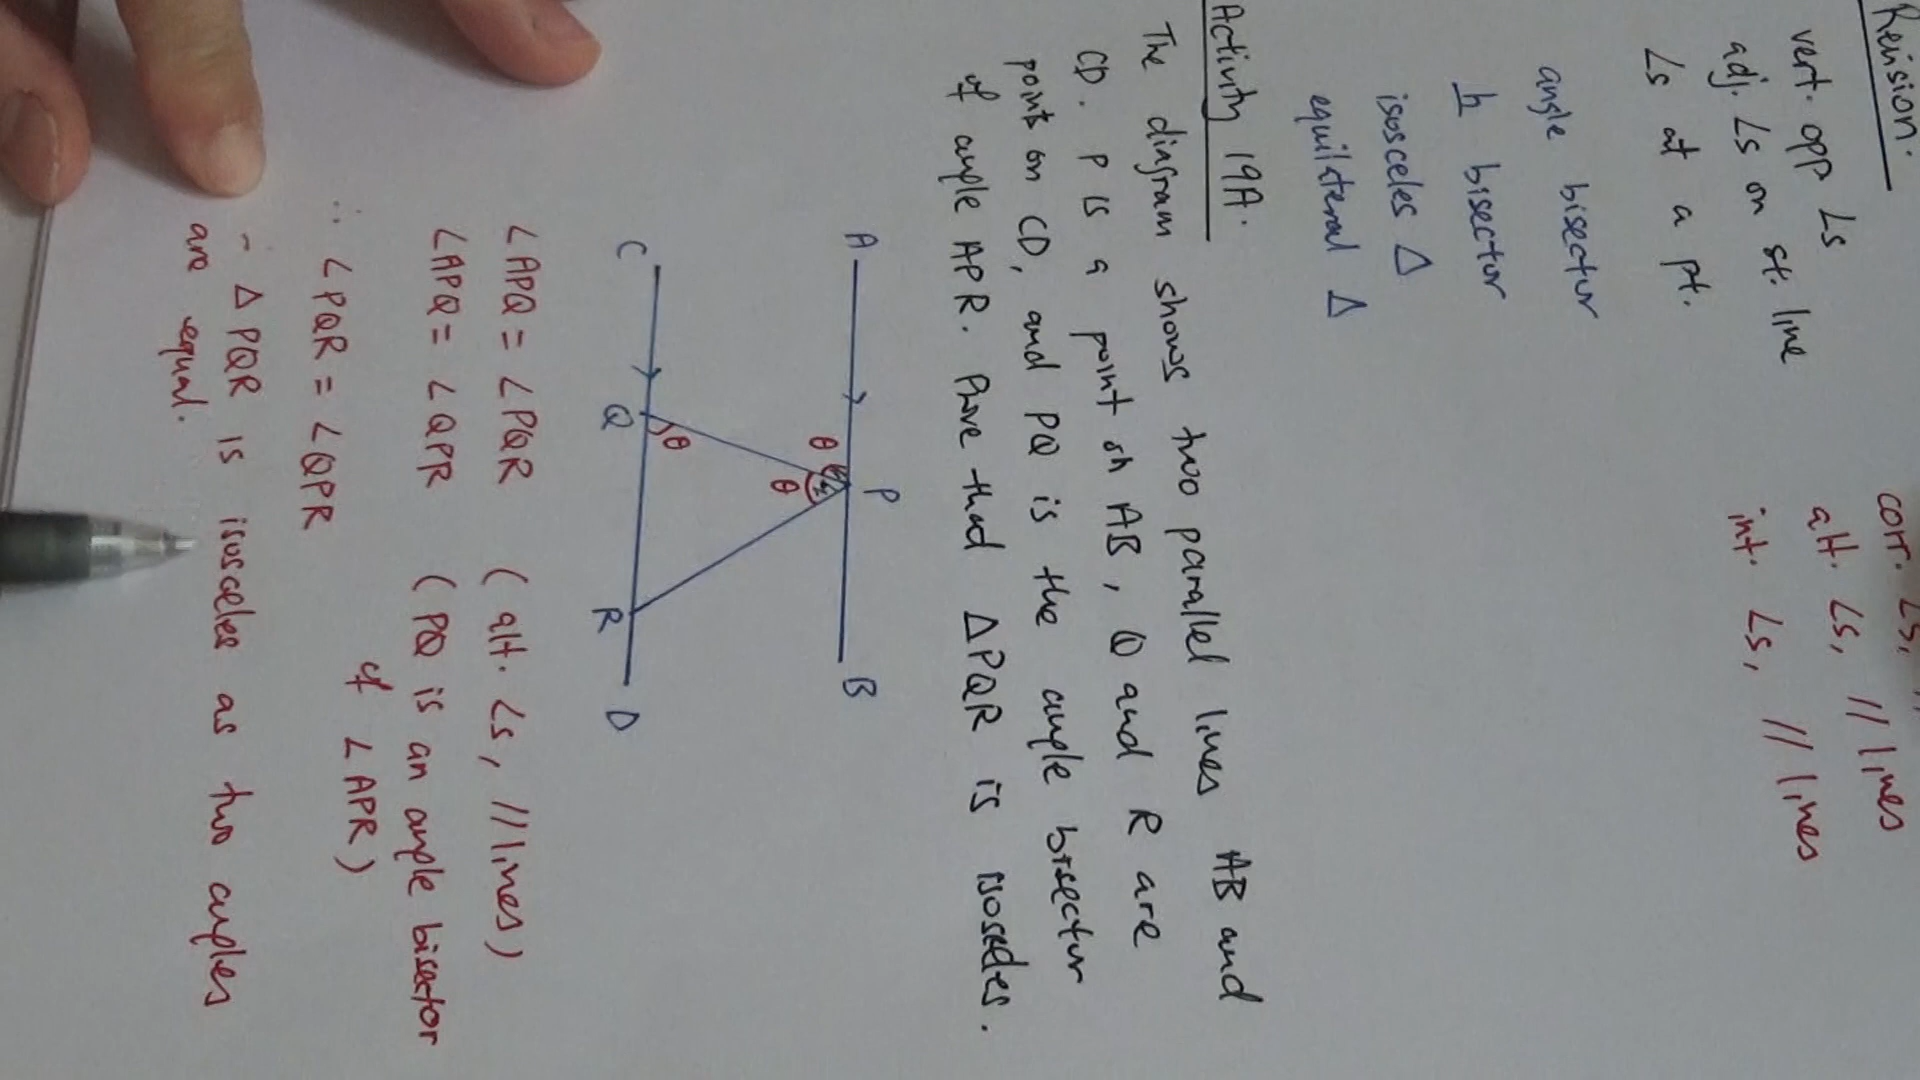 Revision.
vert. opp ∠s
adj. ∠s on st. line
∠s at a pt.
corr. ∠s,
alt. ∠s, // lines
int. ∠s, // lines
angle bisector
bisector
isosceles Δ
equilateral Δ
Activity 19A.
The diagram shows two parallel lines AB and
CD. P is a point on AB, Q and R are
points on CD, and PQ is the angle bisector
of angle APR. Prove that ΔPQR is isosceles.
A P B
θ
θ
θ
C Q R D
∠APQ = ∠PQR (alt. ∠s, // lines)
∠APQ = ∠QPR (PQ is an angle bisector
of ∠APR)
∴ ∠PQR = ∠QPR
- ΔPQR is isosceles as two angles
are equal.